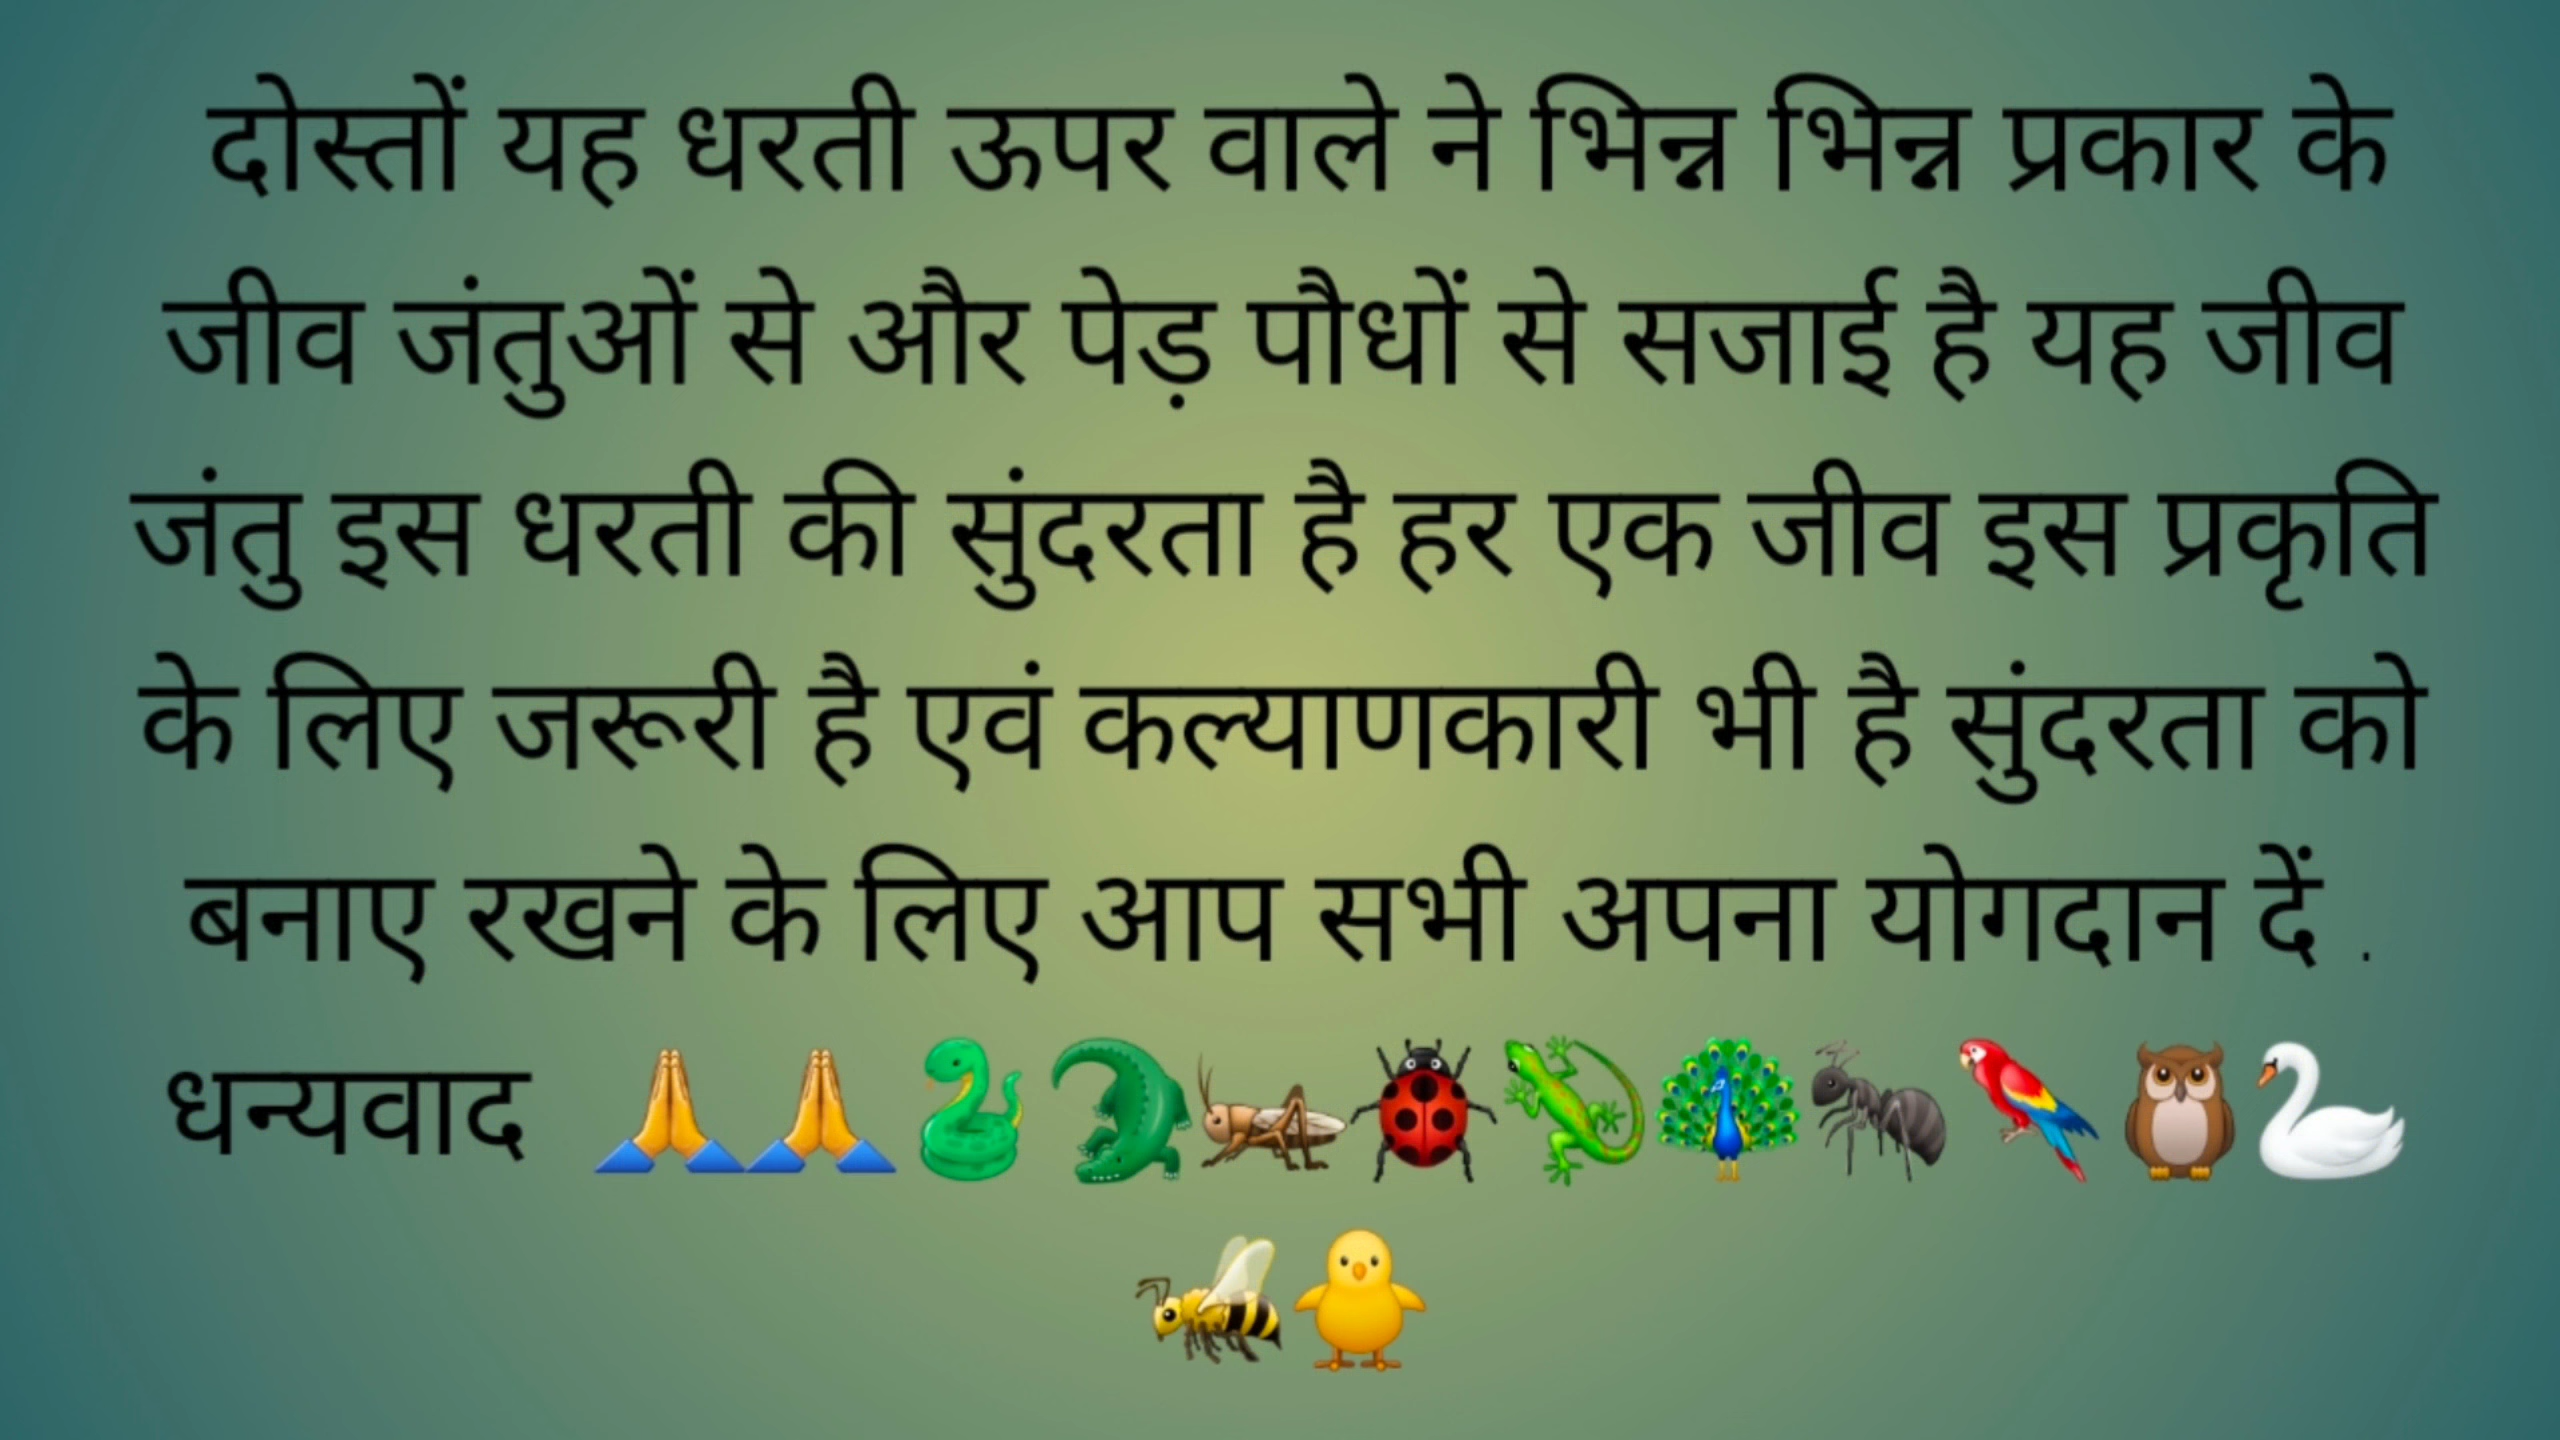 दोस्तों यह धरती ऊपर वाले ने भिन्न भिन्न प्रकार के
जीव जंतुओं से और पेड़ पौधों से सजाई है यह जीव
जंतु इस धरती की सुंदरता है हर एक जीव इस प्रकृति
के लिए जरूरी है एवं कल्याणकारी भी है सुंदरता को
बनाए रखने के लिए आप सभी अपना योगदान दें .
धन्यवाद 🙏🙏🐍🐊🦗🐞🦎🦚🐜🦜🦉🦢
🐝🐥